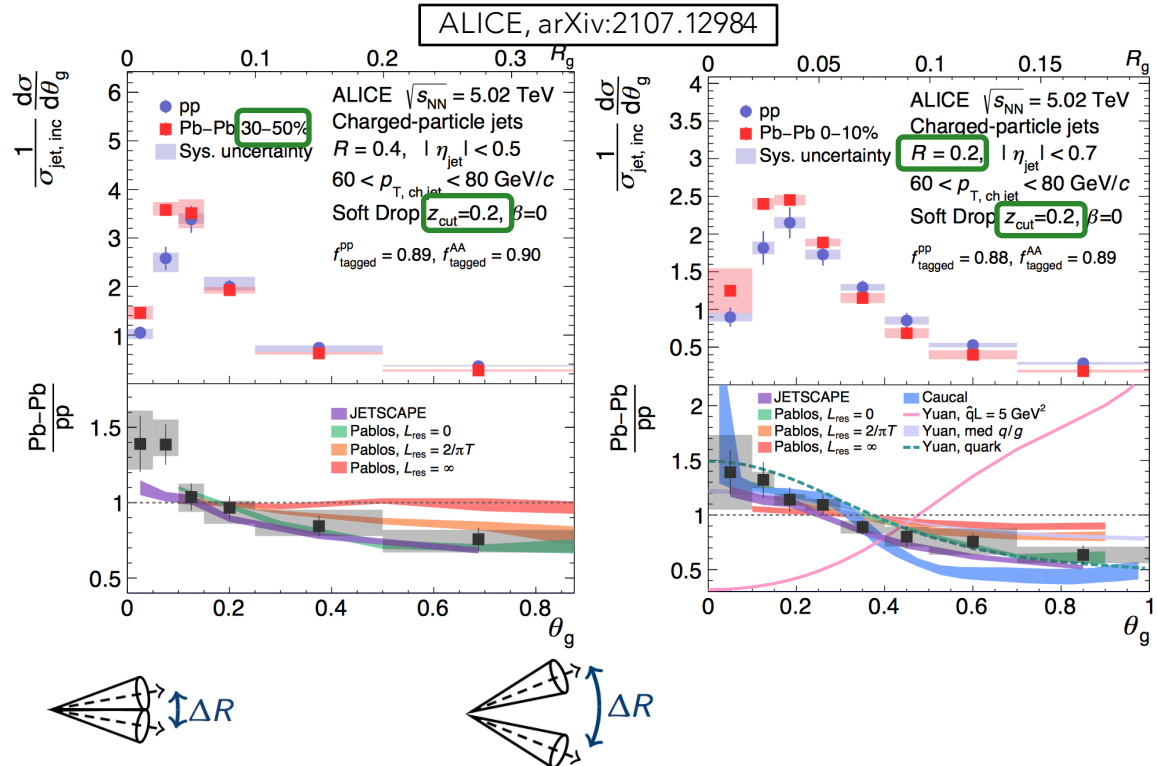 ALICE, arXiv:2107.12984
0 0.1 0.2 0.3 R_g
1/σ_jet, inc dσ/dθ_g
6
5
4
3
2
1
ALICE √s_NN = 5.02 TeV
pp
Charged-particle jets
Pb−Pb 30−50%
Sys. uncertainty
R = 0.4, | η_jet | < 0.5
60 < p_T, ch jet < 80 GeV/c
Soft Drop z_cut=0.2, β=0
f^pp_tagged = 0.89, f^AA_tagged = 0.90
Pb−Pb/pp
1.5
1
0.5
JETSCAPE
Pablos, L_res = 0
Pablos, L_res = 2/πT
Pablos, L_res = ∞
0 0.2 0.4 0.6 0.8
θ_g
ΔR
0 0.05 0.1 0.15 R_g
1/σ_jet, inc dσ/dθ_g
4
3.5
3
2.5
2
1.5
1
0.5
ALICE √s_NN = 5.02 TeV
pp
Charged-particle jets
Pb−Pb 0−10%
Sys. uncertainty
R = 0.2, | η_jet | < 0.7
60 < p_T, ch jet < 80 GeV/c
Soft Drop z_cut=0.2, β=0
f^pp_tagged = 0.88, f^AA_tagged = 0.89
Pb−Pb/pp
2
1.5
1
0.5
JETSCAPE
Pablos, L_res = 0
Pablos, L_res = 2/πT
Pablos, L_res = ∞
Caucal
Yuan, q̂L = 5 GeV²
Yuan, med q/g
Yuan, quark
0 0.2 0.4 0.6 0.8 1
θ_g
ΔR